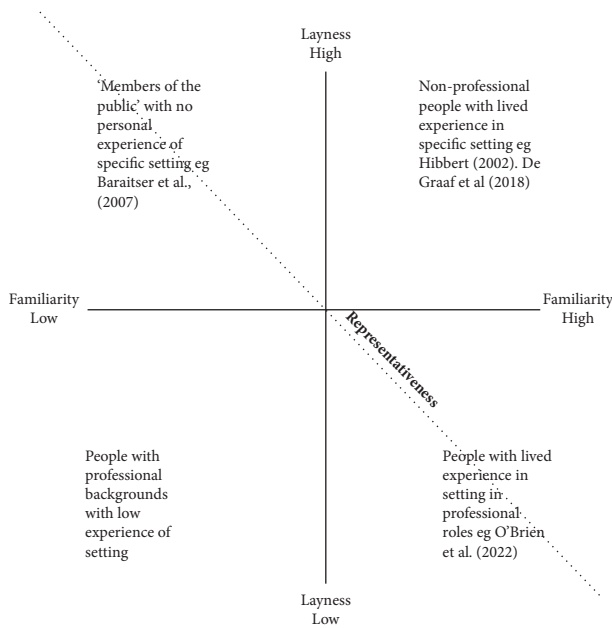 Layness
High
'Members of the
public' with no
personal
experience of
specific setting eg
Baraitser et al.,
(2007)
Non-professional
people with lived
experience in
specific setting eg
Hibbert (2002). De
Graaf et al (2018)
Familiarity
Low
Familiarity
High
Representativeness
People with
professional
backgrounds
with low
experience of
setting
People with lived
experience in
setting in
professional
roles eg O'Brien
et al. (2022)
Layness
Low